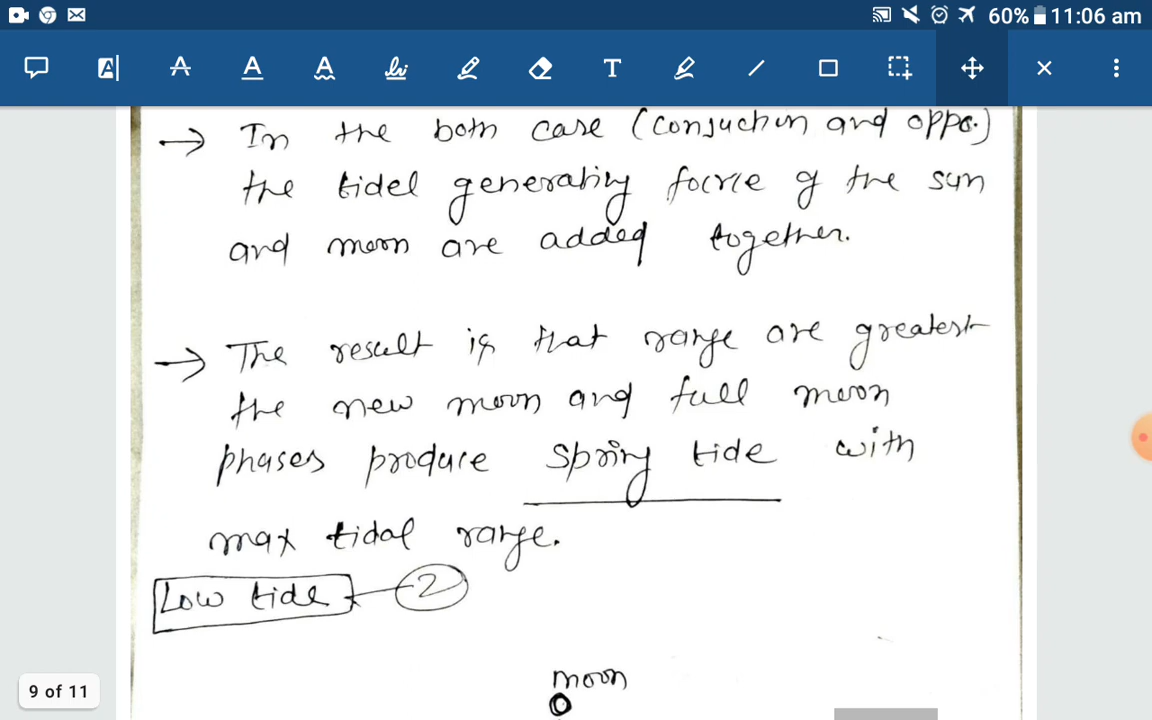 60% 11:06 am
→ In the both case (Consuchun and oppo.)
the tidel generating force of the sun
and moon are added together.
→ The result is that range are greatest
the new moon and full moon
phases produce spring tide with
max tidal range.
Low tide 2
moon
9 of 11